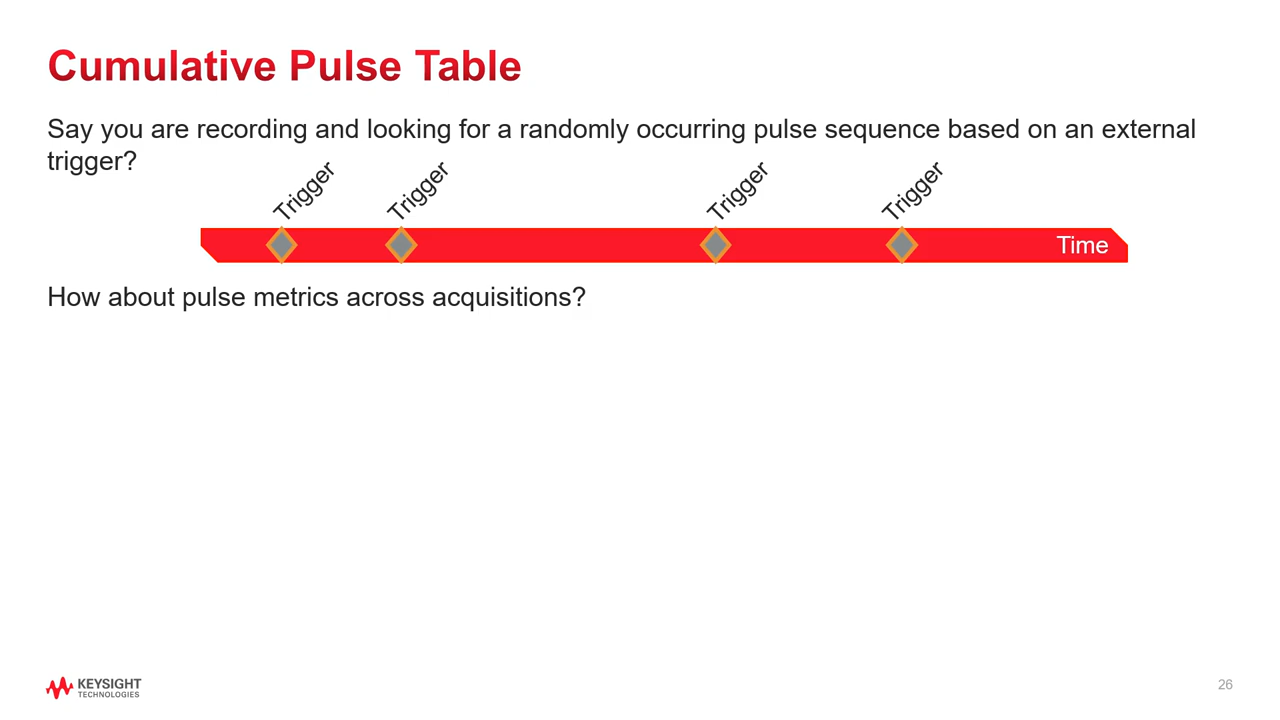 Cumulative Pulse Table
Say you are recording and looking for a randomly occurring pulse sequence based on an external
trigger?
Trigger
Trigger
Trigger
Trigger
Time
How about pulse metrics across acquisitions?
KEYSIGHT
TECHNOLOGIES
26